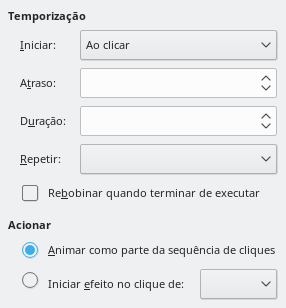 Temporização
Iniciar: Ao clicar
Atraso:
Duração:
Repetir:
Rebobinar quando terminar de executar
Acionar
Animar como parte da sequência de cliques
Iniciar efeito no clique de: